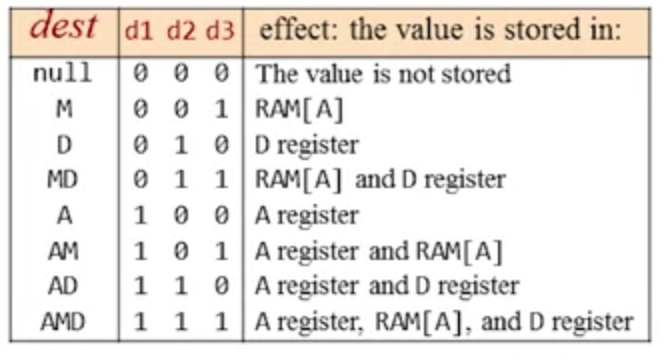 dest d1 d2 d3 effect: the value is stored in:
null 0 0 0 The value is not stored
M 0 0 1 RAM[A]
D 0 1 0 D register
MD 0 1 1 RAM[A] and D register
A 1 0 0 A register
AM 1 0 1 A register and RAM[A]
AD 1 1 0 A register and D register
AMD 1 1 1 A register, RAM[A], and D register